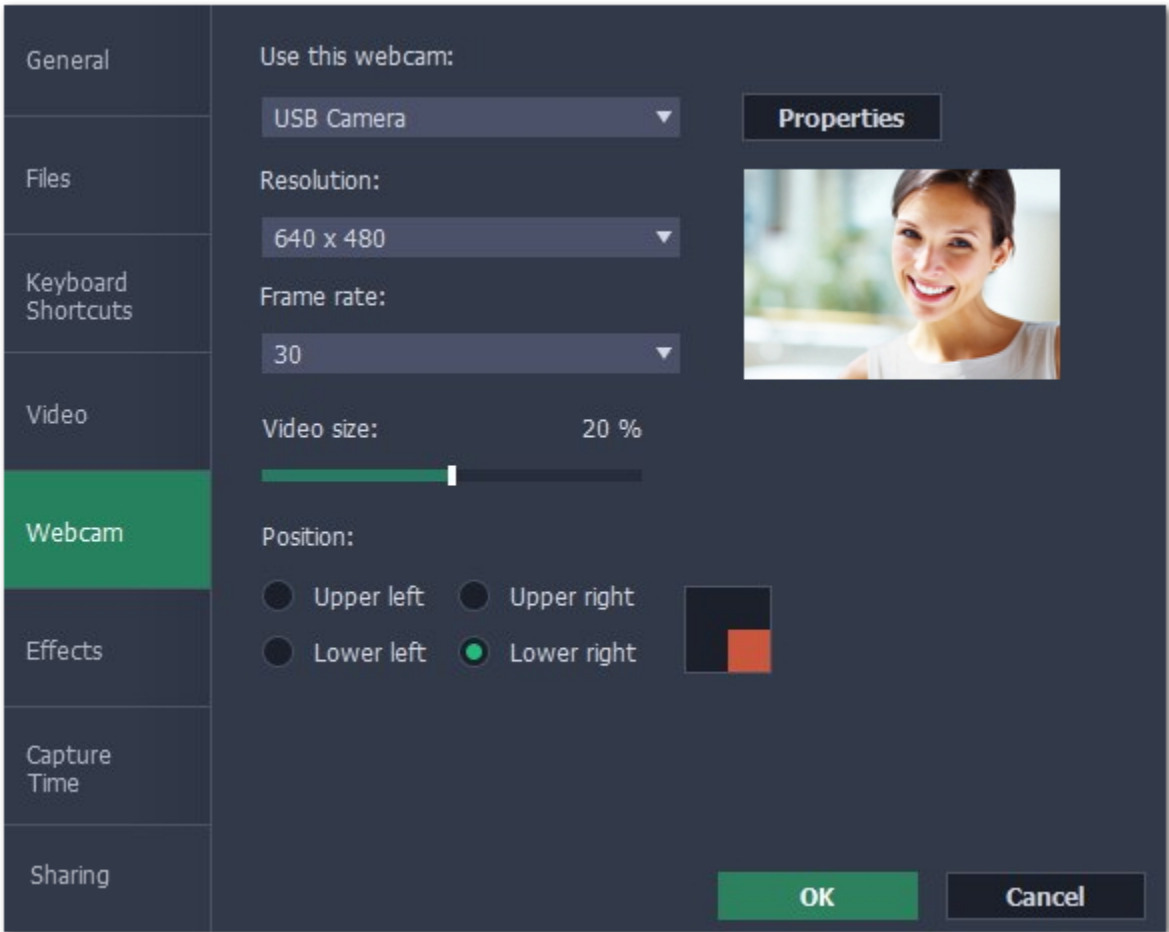 General
Files
Keyboard
Shortcuts
Video
Webcam
Effects
Capture
Time
Sharing
Use this webcam:
USB Camera
Properties
Resolution:
640 x 480
Frame rate:
30
Video size: 20 %
Position:
Upper left Upper right
Lower left Lower right
OK Cancel